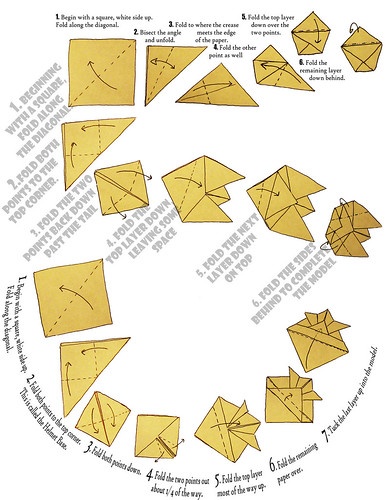 1. Begin with a square, white side up.
Fold along the diagonal.
2. Bisect the angle
and unfold.
3. Fold to where the crease
meets the edge
of the paper.
4. Fold the other
point as well
5. Fold the top layer
down over the
two points.
6. Fold the
remaining
layer
down behind.
1. BEGINNING
WITH A SQUARE,
FOLD ALONG
THE DIAGONAL
2. FOLD BOTH
POINTS TO THE
TOP CORNER
3. FOLD THE TWO
POINTS BACK DOWN
PAST THE TAIL
4. FOLD THE
TOP LAYER DOWN
LEAVING SOME
SPACE
5. FOLD THE NEXT
LAYER DOWN
ON TOP
6. FOLD THE SIDES
BEHIND TO COMPLETE
THE MODEL
1. Begin with a square, white side up.
Fold along the diagonal.
2. Fold both points to the top corner.
This is called the Helmet Base.
3. Fold both points down.
4. Fold the two points out
about 1/4 of the way.
5. Fold the top layer
most of the way up.
6. Fold the remaining
paper over.
7. Tuck the last layer up into the model.